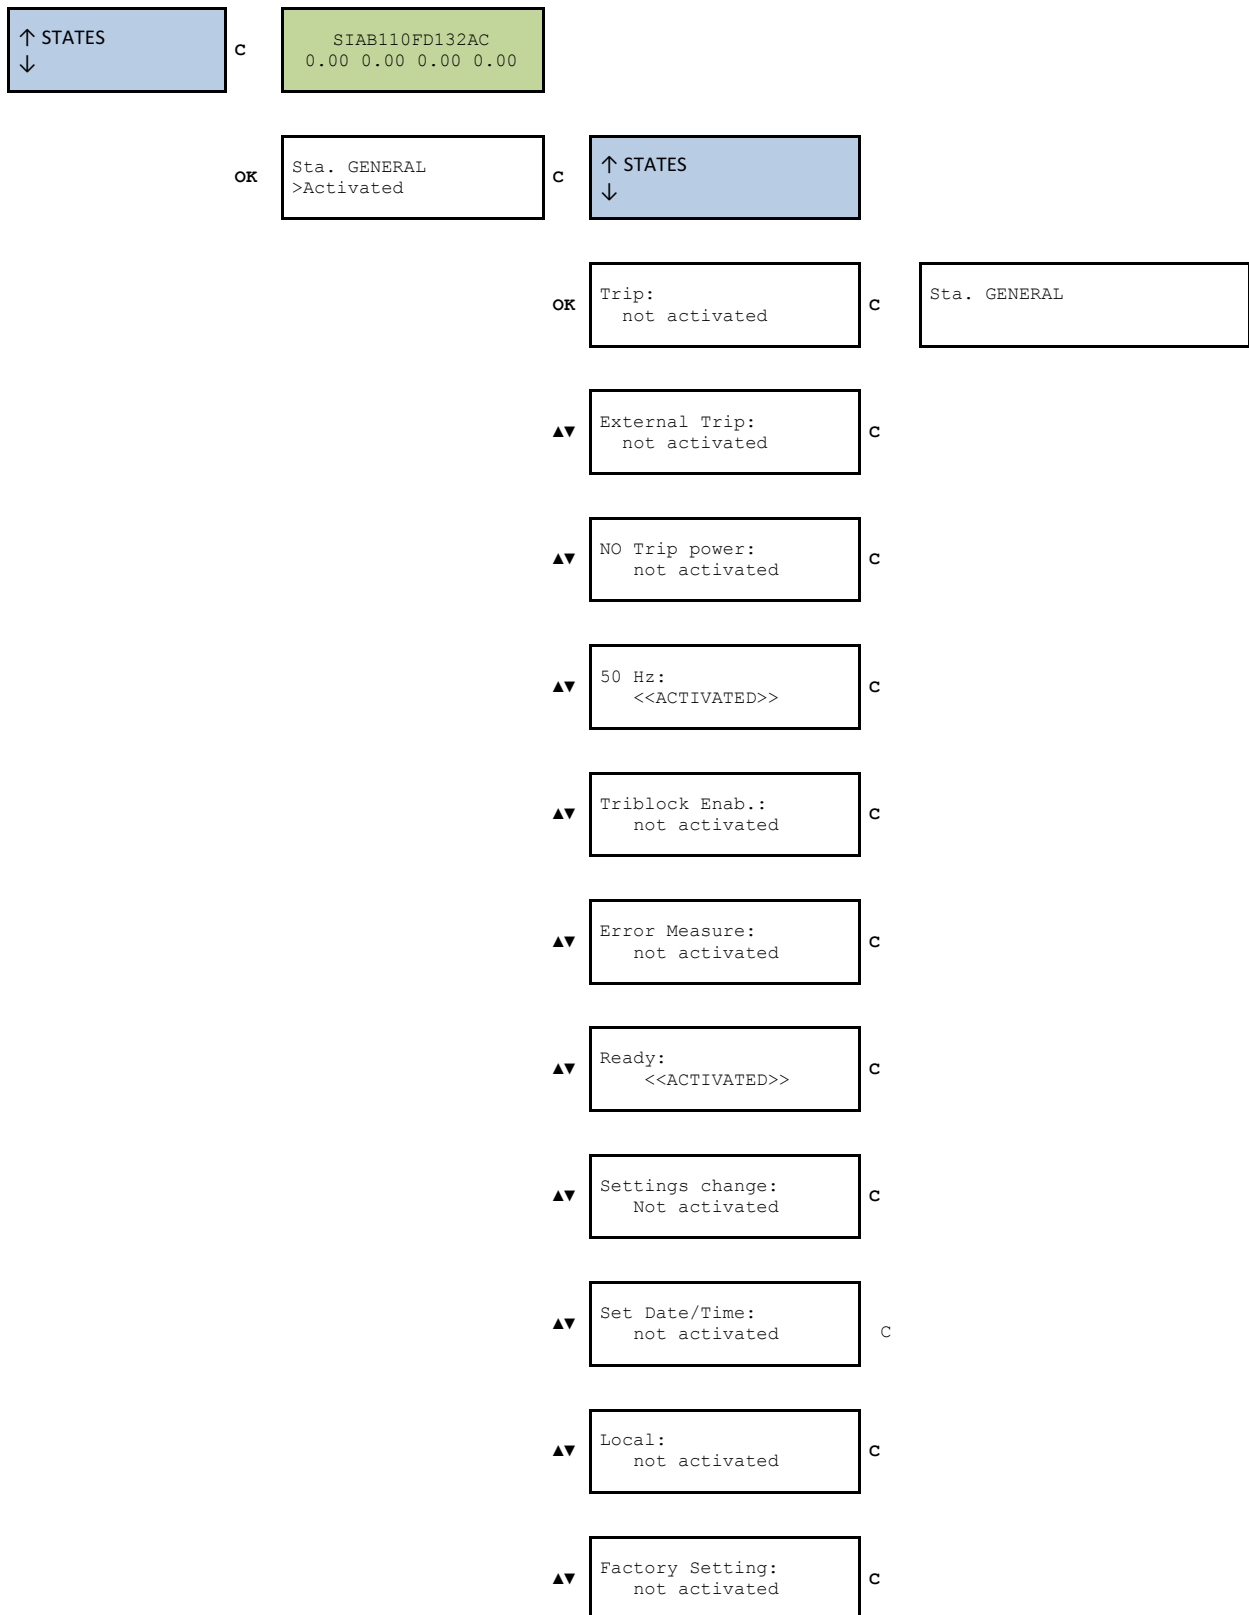 ↑ STATES
↓
C
SIAB110FD132AC
0.00 0.00 0.00 0.00
OK
Sta. GENERAL
>Activated
C
↑ STATES
↓
OK
Trip:
not activated
C
Sta. GENERAL
▲▼
External Trip:
not activated
C
▲▼
NO Trip power:
not activated
C
▲▼
50 Hz:
<<ACTIVATED>>
C
▲▼
Triblock Enab.:
not activated
C
▲▼
Error Measure:
not activated
C
▲▼
Ready:
<<ACTIVATED>>
C
▲▼
Settings change:
Not activated
C
▲▼
Set Date/Time:
not activated
C
▲▼
Local:
not activated
C
▲▼
Factory Setting:
not activated
C